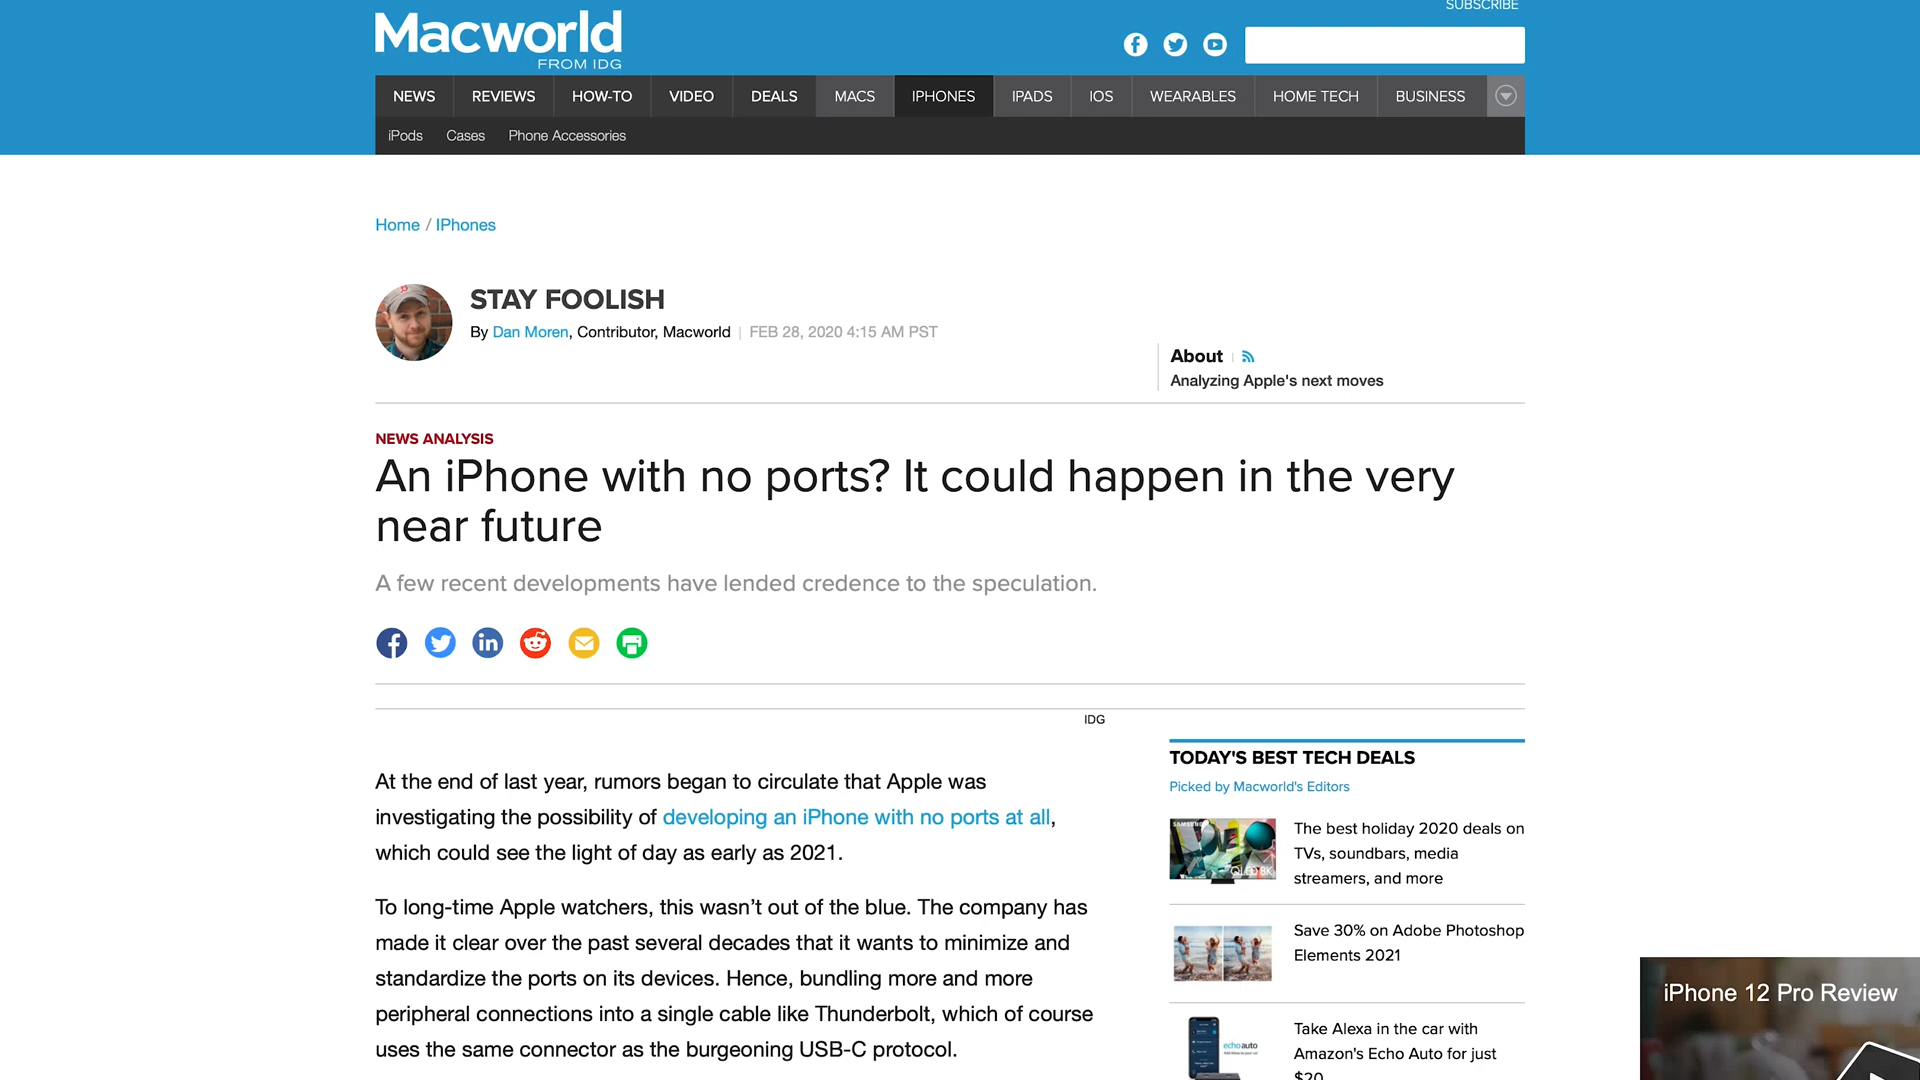 SUBSCRIBE
Macworld
FROM IDG
NEWS REVIEWS HOW-TO VIDEO DEALS MACS IPHONES IPADS IOS WEARABLES HOME TECH BUSINESS
iPods Cases Phone Accessories
Home / IPhones
STAY FOOLISH
By Dan Moren, Contributor, Macworld | FEB 28, 2020 4:15 AM PST
About
Analyzing Apple's next moves
NEWS ANALYSIS
An iPhone with no ports? It could happen in the very
near future
A few recent developments have lended credence to the speculation.
IDG
At the end of last year, rumors began to circulate that Apple was
investigating the possibility of developing an iPhone with no ports at all,
which could see the light of day as early as 2021.
To long-time Apple watchers, this wasn’t out of the blue. The company has
made it clear over the past several decades that it wants to minimize and
standardize the ports on its devices. Hence, bundling more and more
peripheral connections into a single cable like Thunderbolt, which of course
uses the same connector as the burgeoning USB-C protocol.
TODAY'S BEST TECH DEALS
Picked by Macworld's Editors
SAMSUNG
QLED 8K
The best holiday 2020 deals on
TVs, soundbars, media
streamers, and more
Save 30% on Adobe Photoshop
Elements 2021
echo auto
Take Alexa in the car with
Amazon's Echo Auto for just
$20
iPhone 12 Pro Review